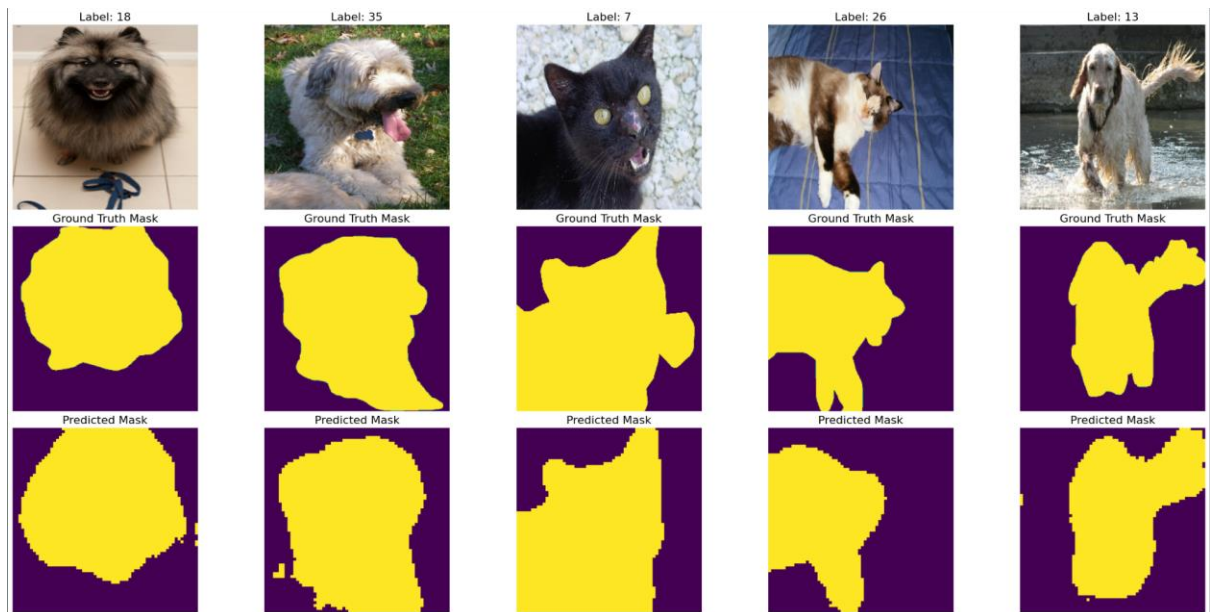 Label: 18
Label: 35
Label: 7
Label: 26
Label: 13
Ground Truth Mask
Ground Truth Mask
Ground Truth Mask
Ground Truth Mask
Ground Truth Mask
Predicted Mask
Predicted Mask
Predicted Mask
Predicted Mask
Predicted Mask